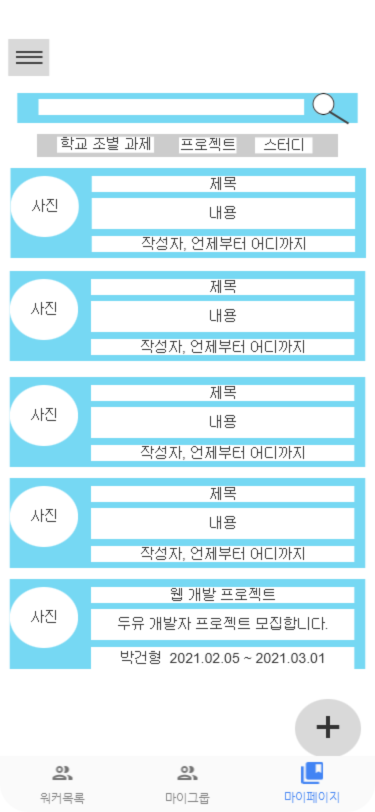 학교 조별 과제 프로젝트 스터디
사진
제목
내용
작성자, 언제부터 어디까지
사진
제목
내용
작성자, 언제부터 어디까지
사진
제목
내용
작성자, 언제부터 어디까지
사진
제목
내용
작성자, 언제부터 어디까지
사진
웹 개발 프로젝트
두유 개발자 프로젝트 모집합니다.
박건형 2021.02.05 ~ 2021.03.01
워커목록 마이그룹 마이페이지